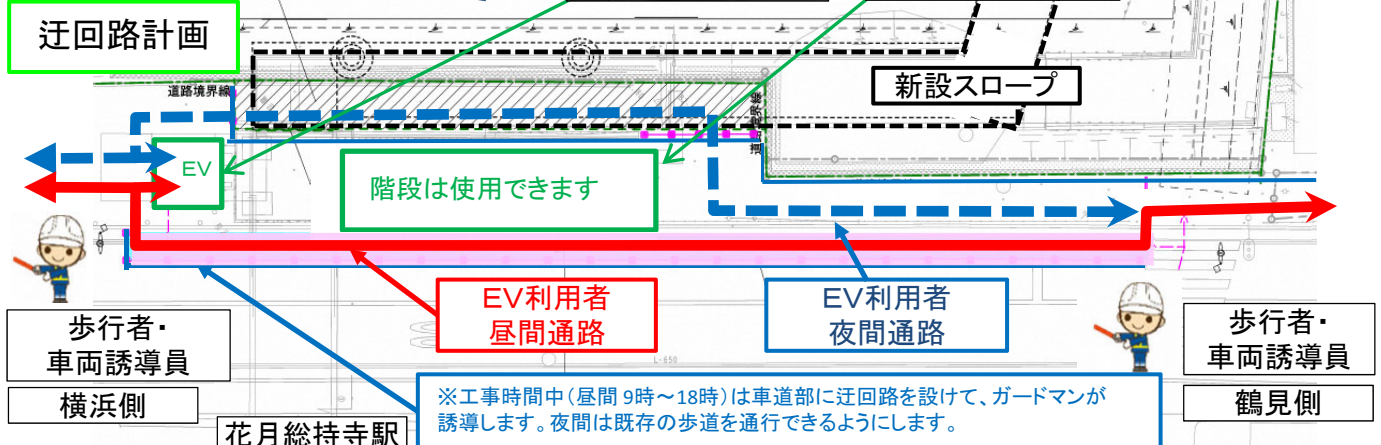 迂回路計画
新設スロープ
道路境界線
道路境界線
EV
階段は使用できます
EV利用者
昼間通路
EV利用者
夜間通路
歩行者・
車両誘導員
横浜側
歩行者・
車両誘導員
鶴見側
L-650
※工事時間中(昼間 9時～18時)は車道部に迂回路を設けて、ガードマンが
誘導します。夜間は既存の歩道を通行できるようにします。
花月総持寺駅